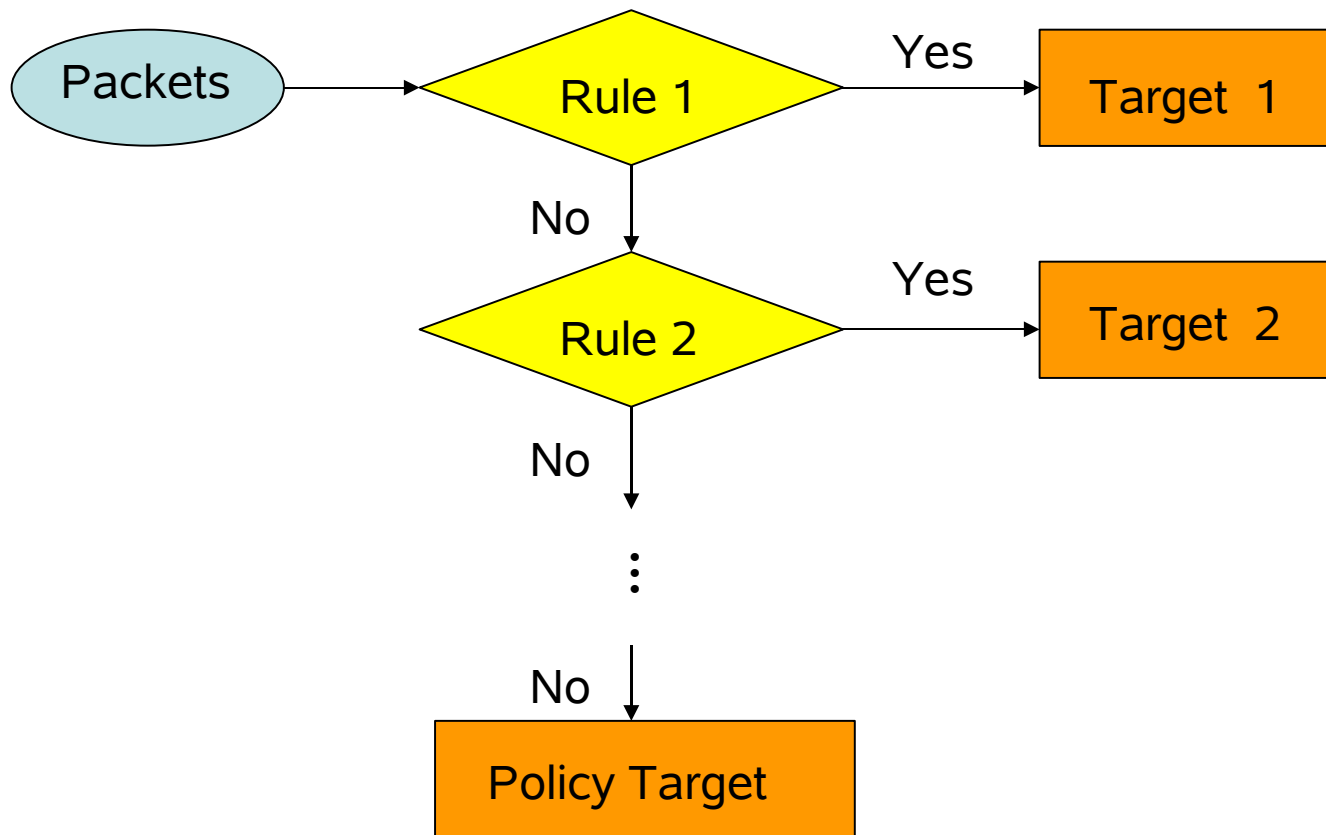 Packets
Rule 1
Yes
Target 1
No
Rule 2
Yes
Target 2
No
⋮
No
Policy Target